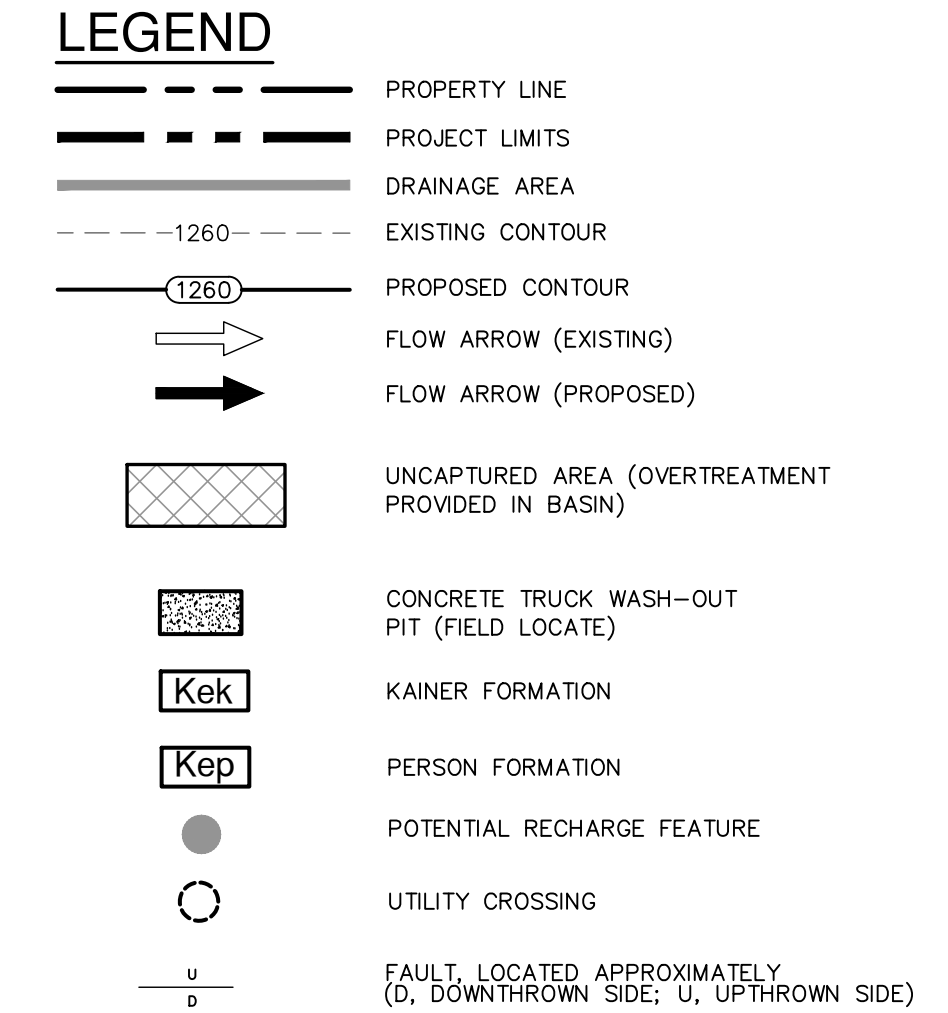 LEGEND
PROPERTY LINE
PROJECT LIMITS
DRAINAGE AREA
1260 EXISTING CONTOUR
1260 PROPOSED CONTOUR
FLOW ARROW (EXISTING)
FLOW ARROW (PROPOSED)
UNCAPTURED AREA (OVERTREATMENT
PROVIDED IN BASIN)
CONCRETE TRUCK WASH-OUT
PIT (FIELD LOCATE)
Kek KAINER FORMATION
Kep PERSON FORMATION
POTENTIAL RECHARGE FEATURE
UTILITY CROSSING
U FAULT, LOCATED APPROXIMATELY
D (D, DOWNTHROWN SIDE; U, UPTHROWN SIDE)